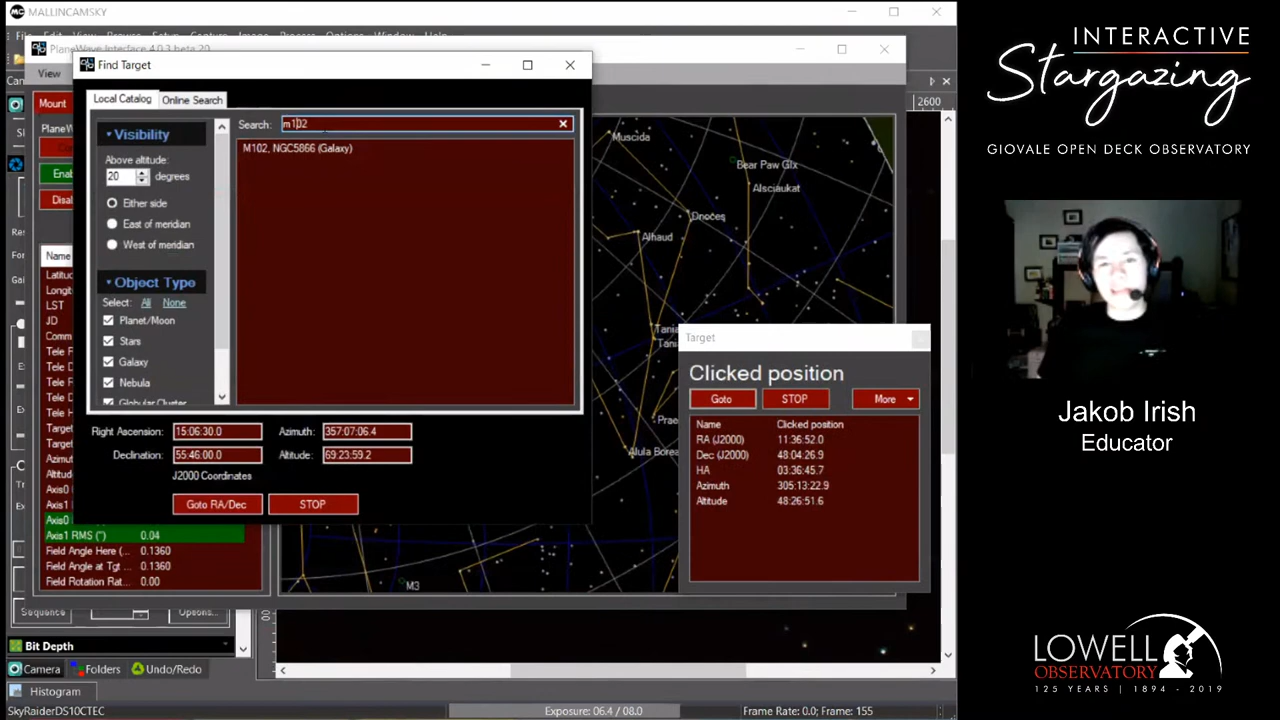 MALLINCAMSKY
PlaneWave Interface 4.0.3 beta 20
View
Find Target
Local Catalog
Online Search
Search:
m102
Visibility
Above altitude:
20
degrees
Either side
East of meridian
West of meridian
Object Type
Select:
All
None
Planet/Moon
Stars
Galaxy
Nebula
Globular Cluster
M102, NGC5866 (Galaxy)
Right Ascension:
15:06:30.0
Azimuth:
357:07:06.4
Declination:
55:46:00.0
Altitude:
69:23:59.2
J2000 Coordinates
Goto RA/Dec
STOP
Mount
Name
LST
JD
Axis1 RMS (")
0.04
Field Angle Here (...
0.1360
Field Angle at Tgt ...
0.1360
Field Rotation Rat...
0.00
2600
Muscida
Bear Paw Glx
Alsciaukat
Dnoces
Alhaud
Alula Borea
M3
Target
Clicked position
Goto
STOP
More
Name
Clicked position
RA (J2000)
11:36:52.0
Dec (J2000)
48:04:26.9
HA
03:36:45.7
Azimuth
305:13:22.9
Altitude
48:26:51.6
Sequence
Options...
Bit Depth
Camera
Folders
Undo/Redo
Histogram
SkyRaiderDS10CTEC
Exposure: 06.4 / 08.0
Frame Rate: 0.0; Frame: 155
INTERACTIVE
Stargazing
GIOVALE OPEN DECK OBSERVATORY
Jakob Irish
Educator
LOWELL
OBSERVATORY
125 YEARS | 1894 - 2019